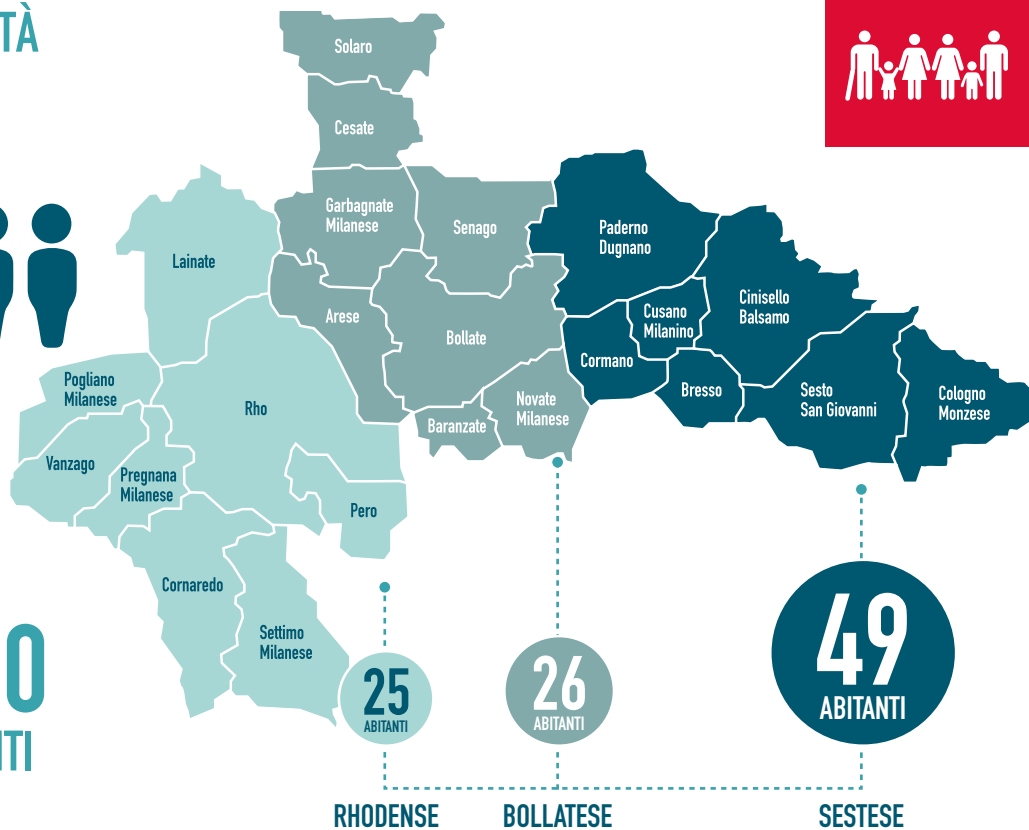 TÀ
Solaro
Cesate
Garbagnate
Milanese
Senago
Paderno
Dugnano
Lainate
Arese
Bollate
Cusano
Milanino
Cinisello
Balsamo
Cormano
Bresso
Sesto
San Giovanni
Cologno
Monzese
Pogliano
Milanese
Rho
Baranzate
Novate
Milanese
Vanzago
Pregnana
Milanese
Pero
Cornaredo
Settimo
Milanese
0
TI
25
ABITANTI
26
ABITANTI
49
ABITANTI
RHODENSE
BOLLATESE
SESTESE